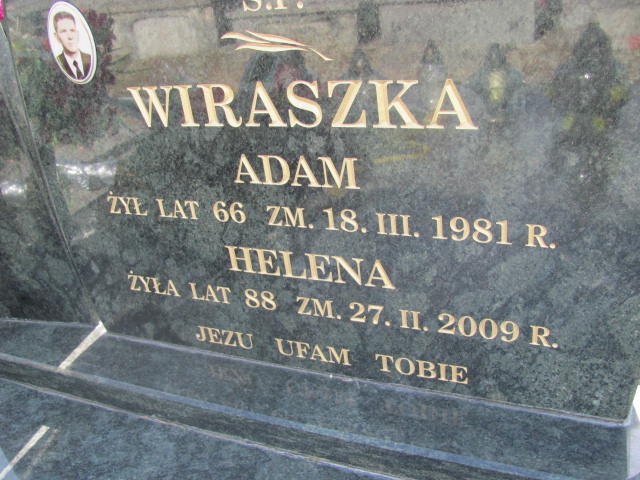 Ś.P.
WIRASZKA
ADAM
ŻYŁ LAT 66 ZM. 18. III. 1981 R.
HELENA
ŻYŁA LAT 88 ZM. 27. II. 2009 R.
JEZU UFAM TOBIE